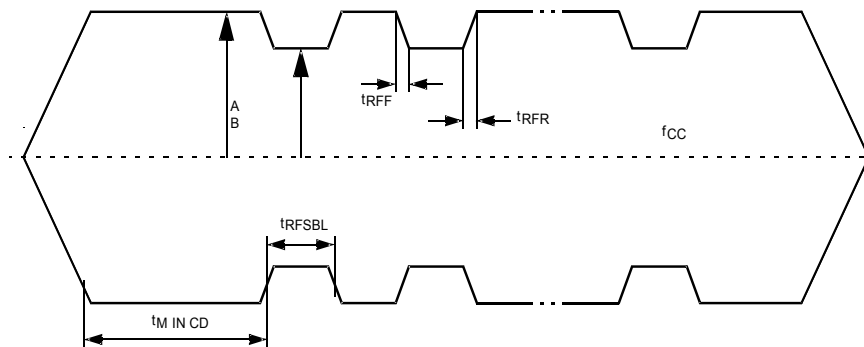 A
B
tRFF
tRFR
fCC
tRFSBL
tM IN CD